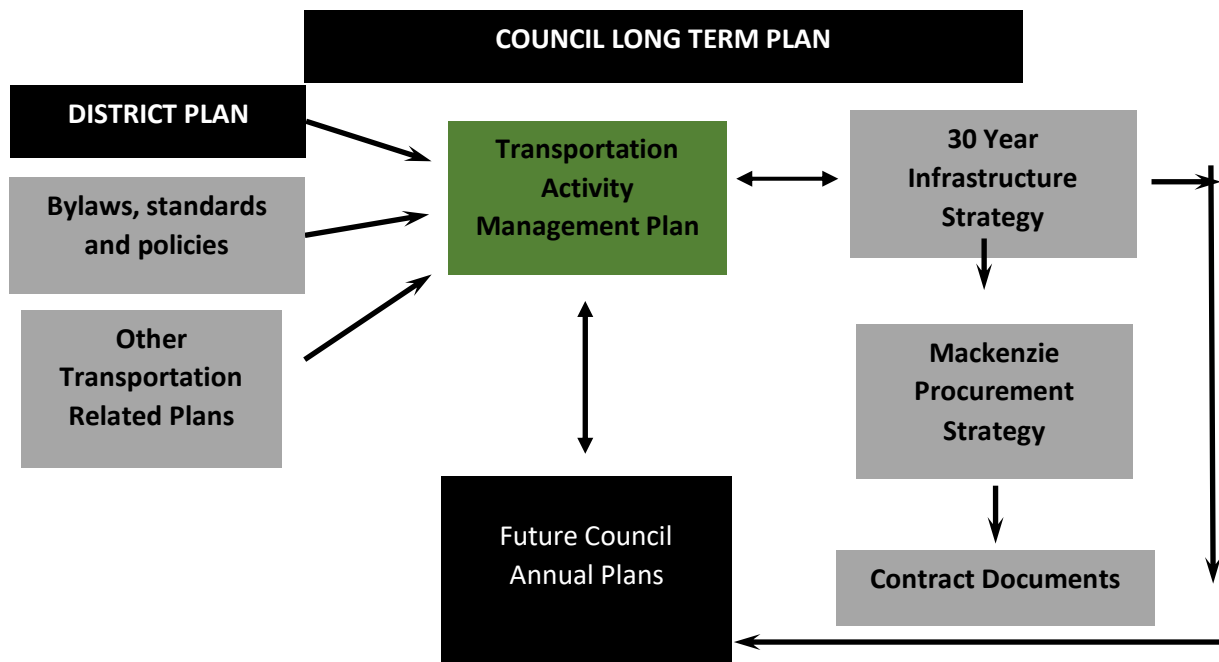 COUNCIL LONG TERM PLAN
DISTRICT PLAN
Bylaws, standards
and policies
Other
Transportation
Related Plans
Transportation
Activity
Management Plan
30 Year
Infrastructure
Strategy
Mackenzie
Procurement
Strategy
Future Council
Annual Plans
Contract Documents